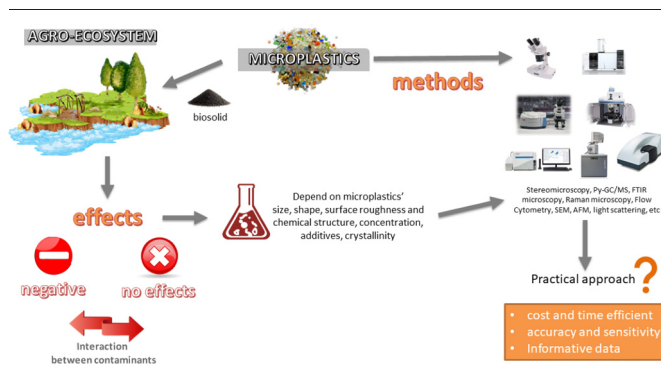 AGRO-ECOSYSTEM
MICROPLASTICS
methods
biosolid
effects
Depend on microplastics'
size, shape, surface roughness and
chemical structure, concentration,
additives, crystallinity
Stereomicroscopy, Py-GC/MS, FTIR
microscopy, Raman microscopy, Flow
Cytometry, SEM, AFM, light scattering, etc
negative
no effects
Interaction
between contaminants
Practical approach ?
• cost and time efficient
• accuracy and sensitivity
• Informative data